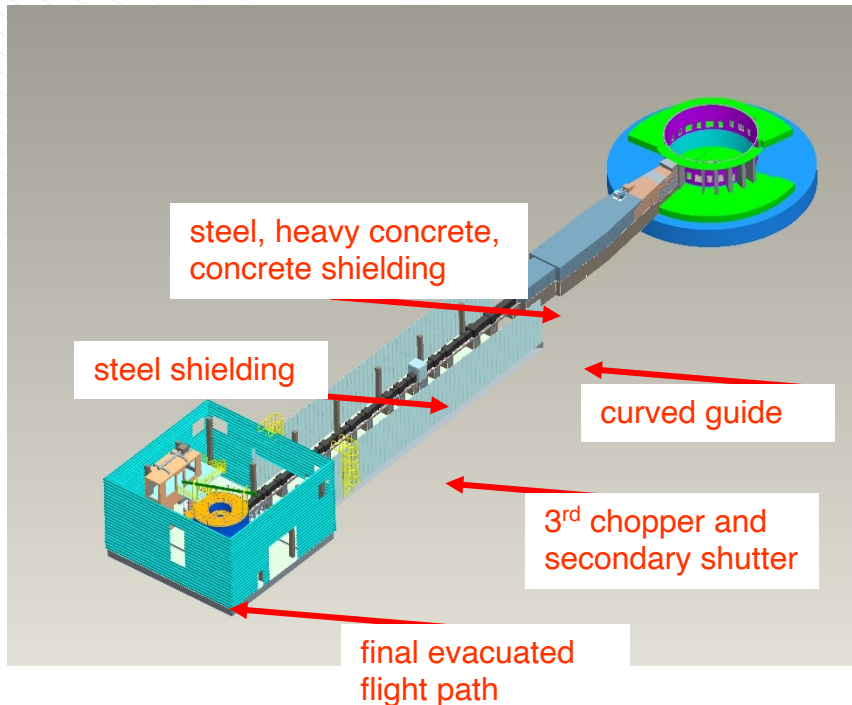 steel, heavy concrete,
concrete shielding
steel shielding
curved guide
3rd chopper and
secondary shutter
final evacuated
flight path